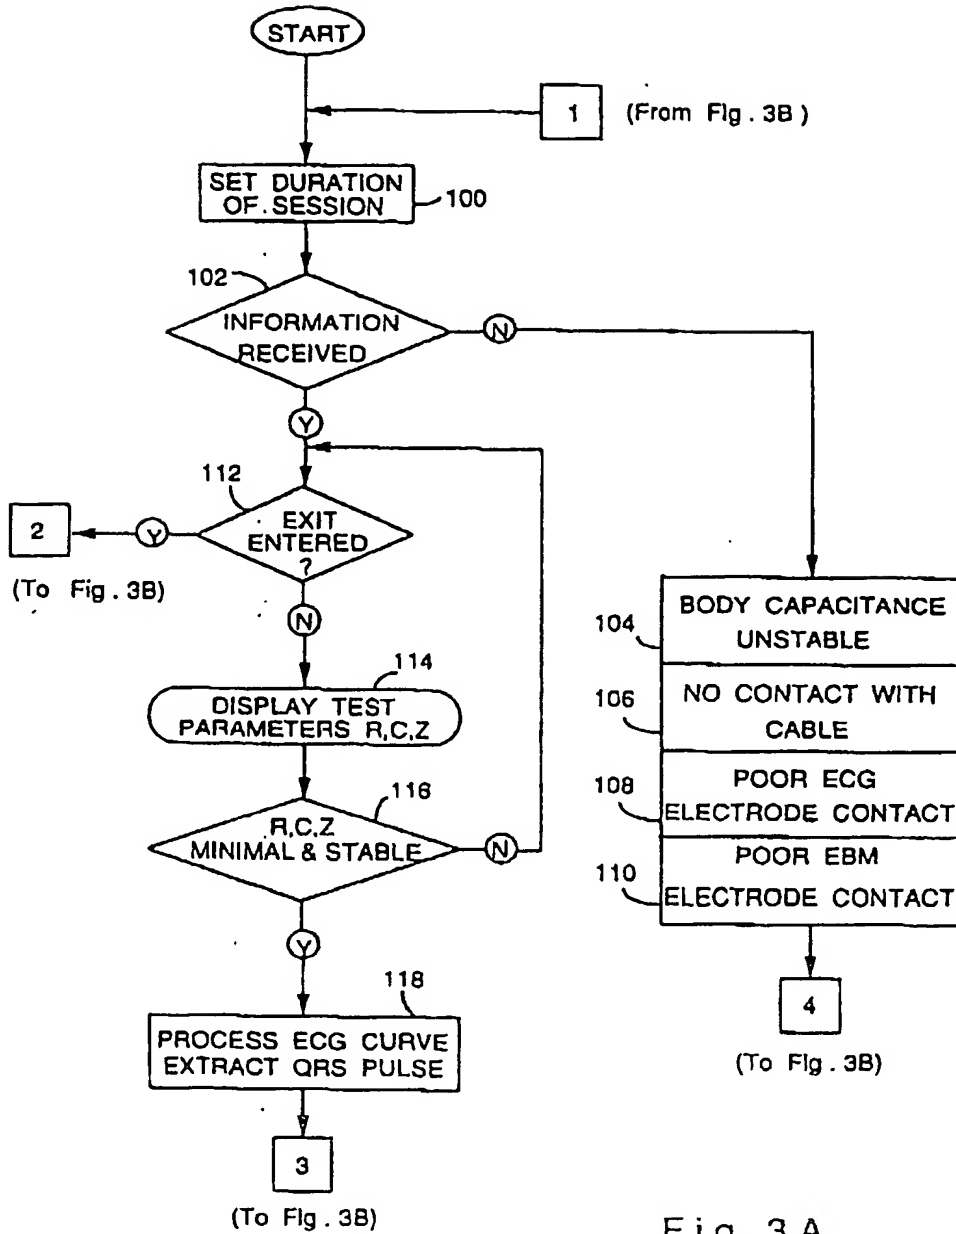 START
1 (From Fig. 3B)
SET DURATION
OF. SESSION
100
102
INFORMATION
RECEIVED
N
Y
112
EXIT
ENTERED
?
Y
2
(To Fig. 3B)
N
114
DISPLAY TEST
PARAMETERS R,C,Z
116
R,C,Z
MINIMAL & STABLE
N
Y
118
PROCESS ECG CURVE
EXTRACT QRS PULSE
3
(To Fig. 3B)
104
BODY CAPACITANCE
UNSTABLE
106
NO CONTACT WITH
CABLE
108
POOR ECG
ELECTRODE CONTACT
110
POOR EBM
ELECTRODE CONTACT
4
(To Fig. 3B)
Fig. 3A